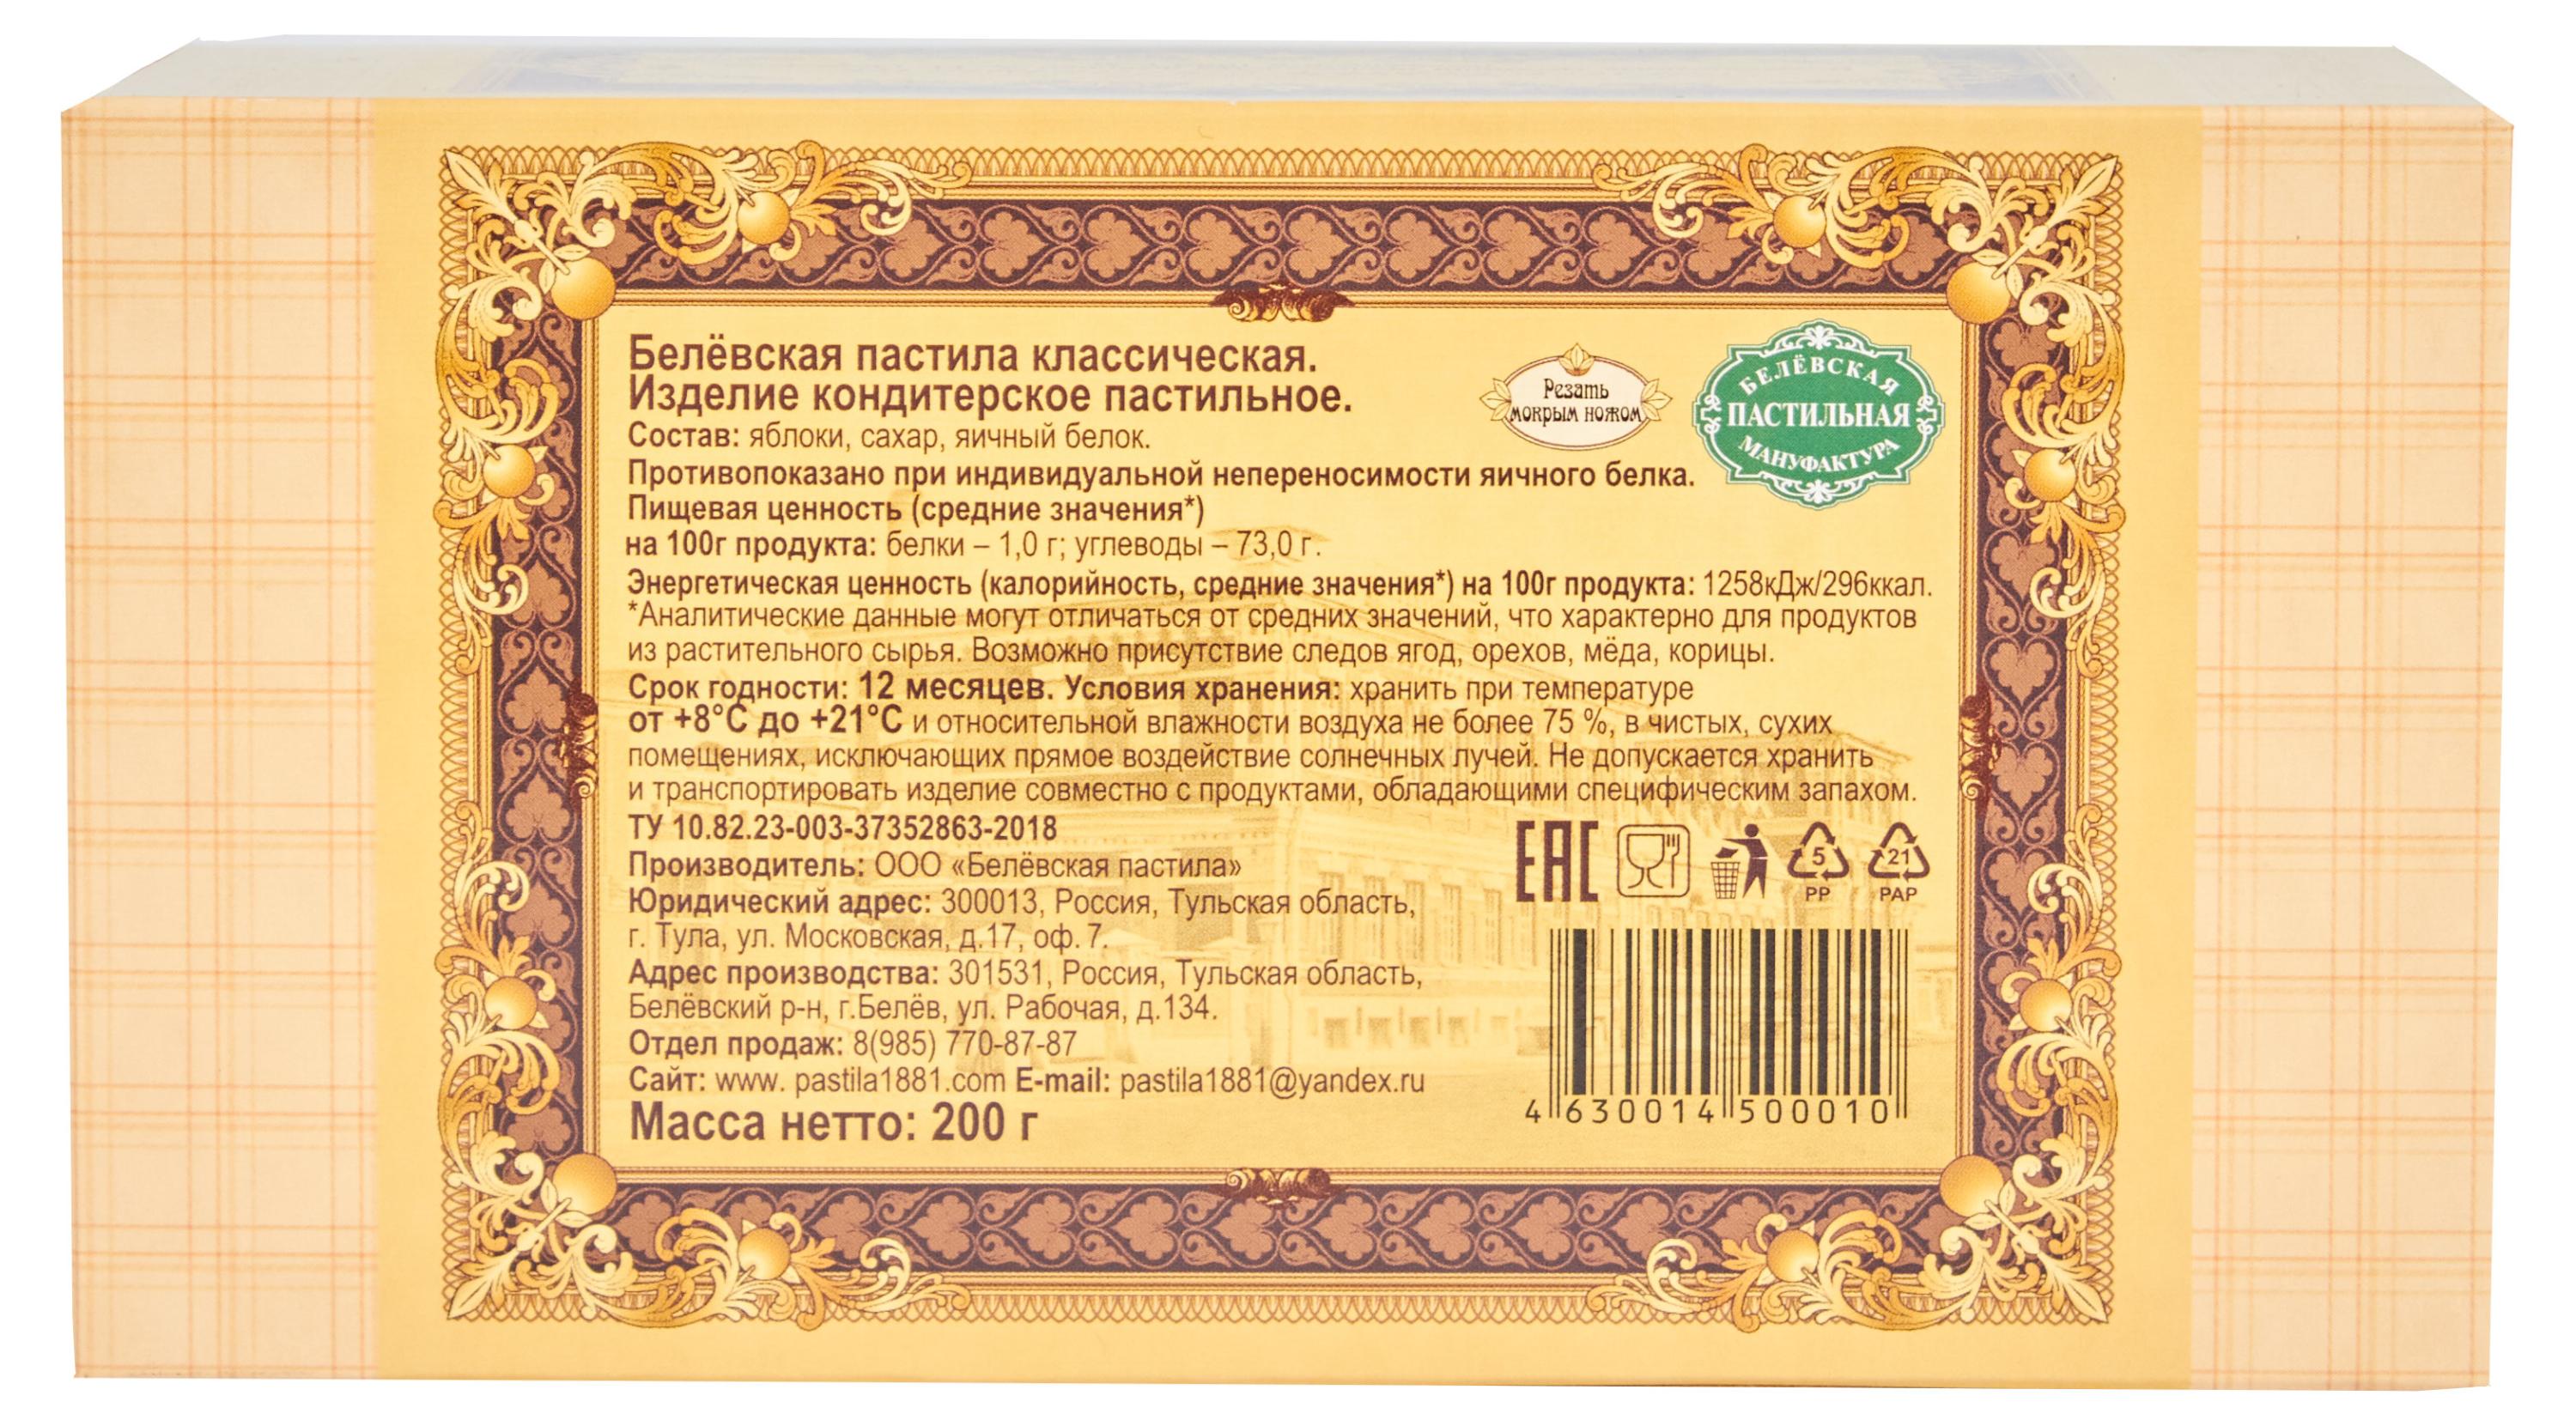 Белёвская пастила классическая.
Изделие кондитерское пастильное.
Состав: яблоки, сахар, яичный белок.
Противопоказано при индивидуальной непереносимости яичного белка.
Пищевая ценность (средние значения*)
на 100г продукта: белки – 1,0 г; углеводы – 73,0 г.
Энергетическая ценность (калорийность, средние значения*) на 100г продукта: 1258кДж/296ккал.
*Аналитические данные могут отличаться от средних значений, что характерно для продуктов
из растительного сырья. Возможно присутствие следов ягод, орехов, мёда, корицы.
Срок годности: 12 месяцев. Условия хранения: хранить при температуре
от +8°С до +21°С и относительной влажности воздуха не более 75 %, в чистых, сухих
помещениях, исключающих прямое воздействие солнечных лучей. Не допускается хранить
и транспортировать изделие совместно с продуктами, обладающими специфическим запахом.
ТУ 10.82.23-003-37352863-2018
Производитель: ООО «Белёвская пастила»
Юридический адрес: 300013, Россия, Тульская область,
г. Тула, ул. Московская, д.17, оф. 7.
Адрес производства: 301531, Россия, Тульская область,
Белёвский р-н, г.Белёв, ул. Рабочая, д.134.
Отдел продаж: 8(985) 770-87-87
Сайт: www. pastila1881.com E-mail: pastila1881@yandex.ru
Масса нетто: 200 г
Резать
мокрым ножом
БЕЛЁВСКАЯ
ПАСТИЛЬНАЯ
МАНУФАКТУРА
ЕАС
5
PP
21
PAP
4 630014 500010